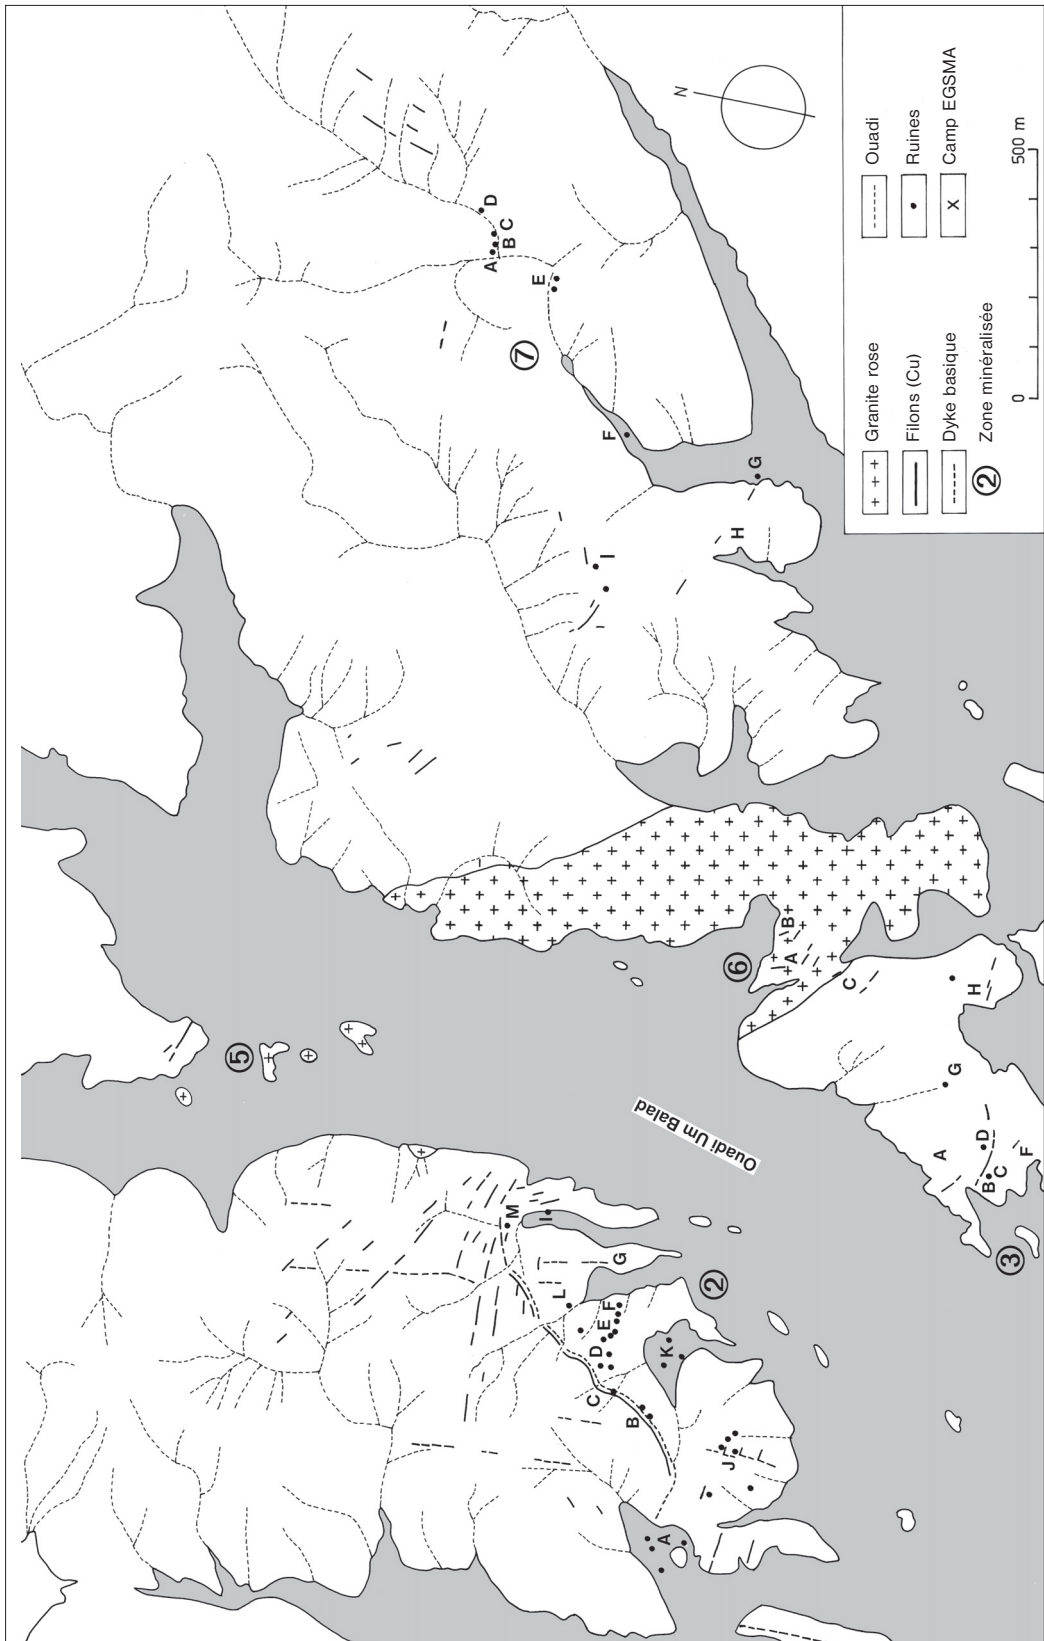 Ouadi
Ruines
Camp EGSMA
x
Granite rose
+ + +
Filons (Cu)
Dyke basique
② Zone minéralisée
0
500 m
N
⑦
A
B
C
D
E
F
G
H
I
⑥
A
B
C
⑤
Ouadi Um Balad
③
A
B
C
D
F
G
H
②
A
B
C
D
E
F
G
I
J
K
L
M